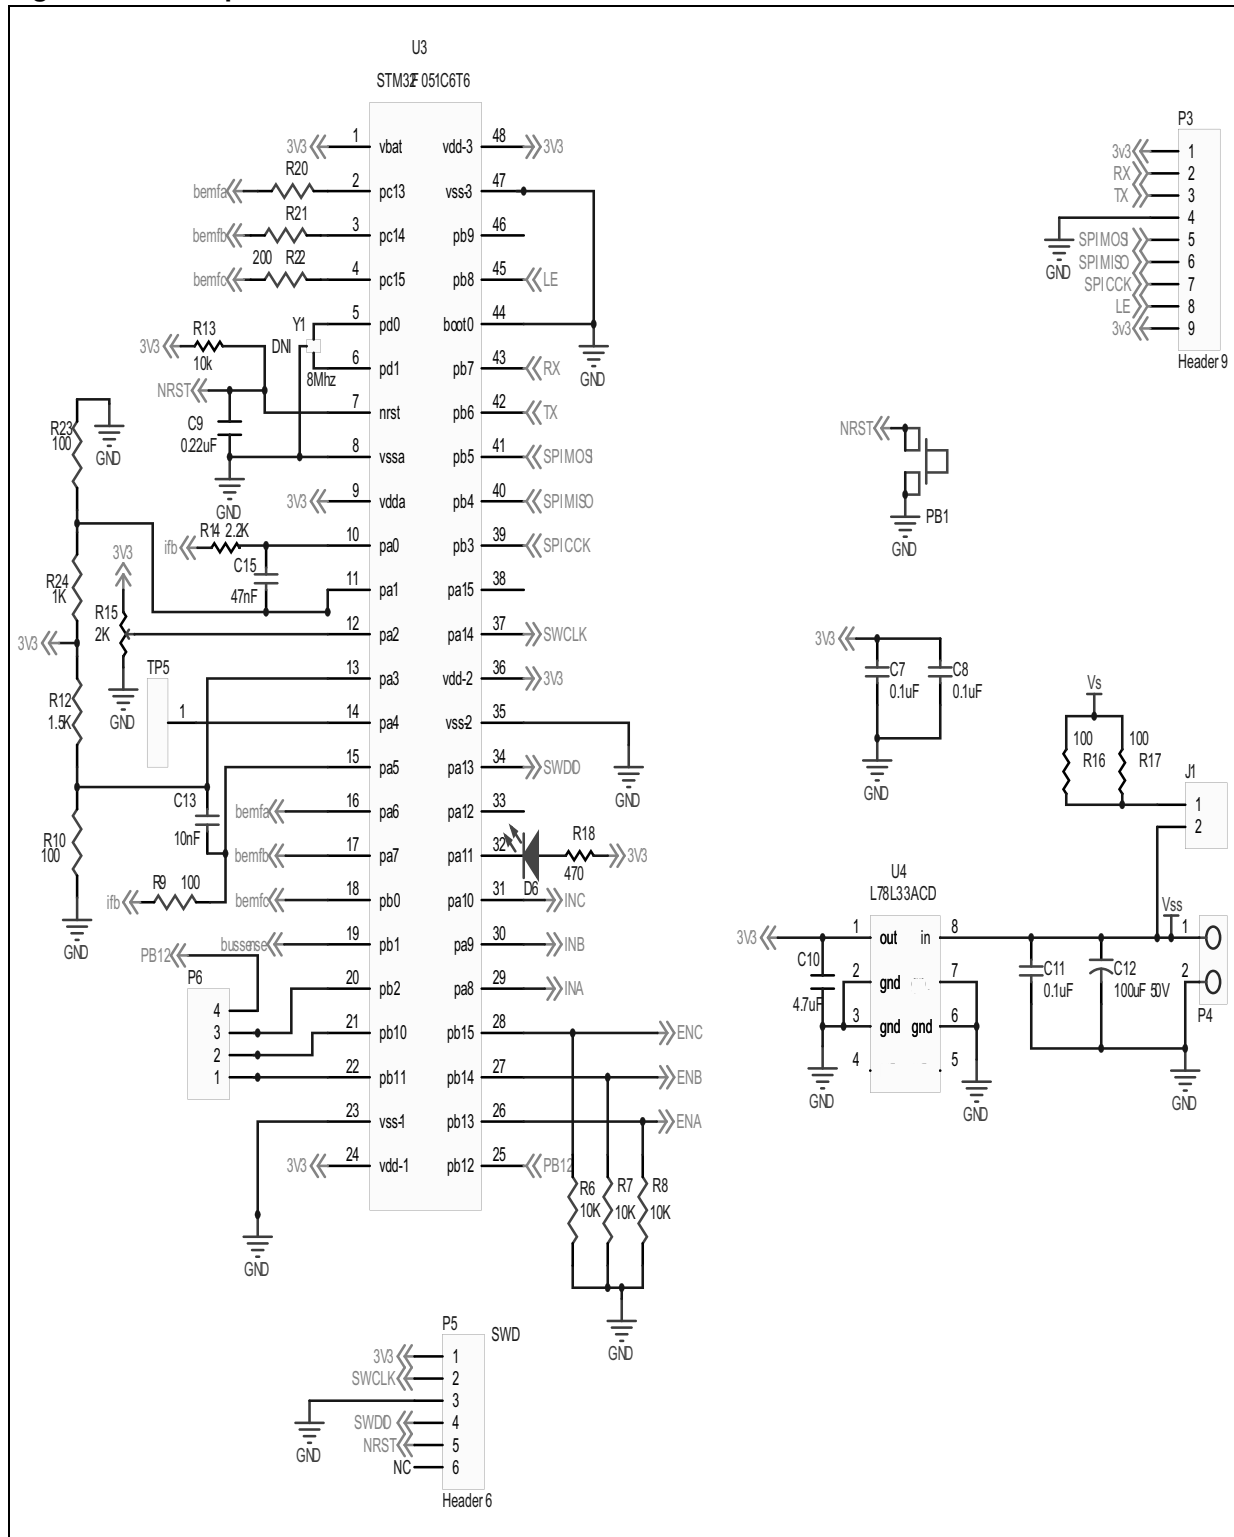 U3
STM32F051C6T6
3V3 1 vbat vdd-3 48 3V3
R20
bemfa 2 pc13 vss-3 47
R21
bemfb 3 pc14 pb9 46
200 R22
bemfc 4 pc15 pb8 45 LE
5 pd0 boot0 44
Y1
DNI
8Mhz
6 pd1 pb7 43 RX
GND
R13
3V3
10k
NRST
7 nrst pb6 42 TX
C9
0.22uF
8 vssa pb5 41 SPIMOSI
GND
3V3 9 vdda pb4 40 SPIMISO
R14 2.2K
ifb 10 pa0 pb3 39 SPICCK
C15
47nF
11 pa1 pa15 38
R23
100
GND
R24
1K
3V3
R15
2K
12 pa2 pa14 37 SWCLK
3V3
GND
TP5
1
13 pa3 vdd-2 36 3V3
R12
1.5K
14 pa4 vss-2 35
GND
15 pa5 pa13 34 SWDIO
C13
10nF
bemfa 16 pa6 pa12 33
R10
100
bemfb 17 pa7 pa11 32
D6
R18
470
3V3
R9 100
ifb
bemfc 18 pb0 pa10 31 INC
GND
bussense 19 pb1 pa9 30 INB
PB12
P6
4
3
2
1
20 pb2 pa8 29 INA
21 pb10 pb15 28 ENC
22 pb11 pb14 27 ENB
23 vss-1 pb13 26 ENA
3V3 24 vdd-1 pb12 25 PB12
GND
R6
10K
R7
10K
R8
10K
GND
P5
SWD
3V3 1
SWCLK 2
3
GND
SWDIO 4
NRST 5
NC 6
Header 6
P3
3v3 1
RX 2
TX 3
4
GND
SPIMOSI 5
SPIMISO 6
SPICCK 7
LE 8
3v3 9
Header 9
NRST
PB1
GND
3V3
C7
0.1uF
C8
0.1uF
GND
Vs
100
R16
100
R17
J1
1
2
U4
L78L33ACD
3V3 1 out in 8
Vss
1
2
P4
C10
4.7uF
2 gnd 7
3 gnd gnd 6
4 5
GND
GND
C11
0.1uF
C12
100uF 50V
GND